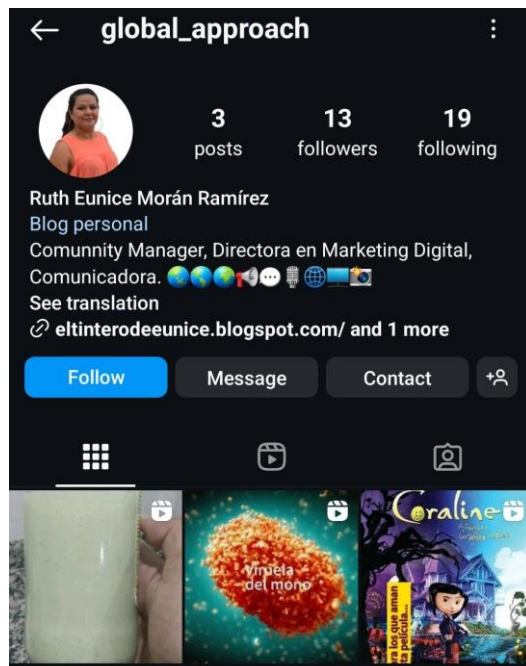 global_approach
3
posts
13
followers
19
following
Ruth Eunice Morán Ramírez
Blog personal
Comunnity Manager, Directora en Marketing Digital,
Comunicadora. 🌍🌎🌏📢💬🎙🌐🖥📸
See translation
eltinterodeeunice.blogspot.com/ and 1 more
Follow
Message
Contact
Viruela
del mono
Coraline